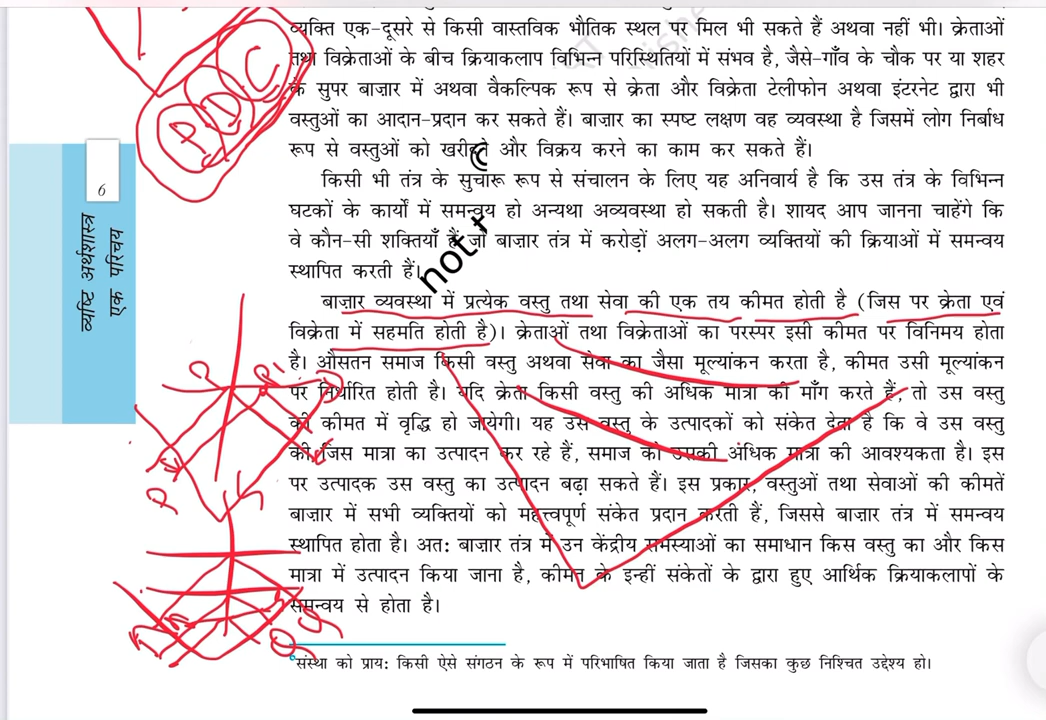 व्यक्ति एक-दूसरे से किसी वास्तविक भौतिक स्थल पर मिल भी सकते हैं अथवा नहीं भी। क्रेताओं
तथा विक्रेताओं के बीच क्रियाकलाप विभिन्न परिस्थितियों में संभव है, जैसे-गाँव के चौक पर या शहर
के सुपर बाज़ार में अथवा वैकल्पिक रूप से क्रेता और विक्रेता टेलीफोन अथवा इंटरनेट द्वारा भी
वस्तुओं का आदान-प्रदान कर सकते हैं। बाज़ार का स्पष्ट लक्षण वह व्यवस्था है जिसमें लोग निर्बाध
रूप से वस्तुओं को खरीदने और विक्रय करने का काम कर सकते हैं।
किसी भी तंत्र के सुचारू रूप से संचालन के लिए यह अनिवार्य है कि उस तंत्र के विभिन्न
घटकों के कार्यों में समन्वय हो अन्यथा अव्यवस्था हो सकती है। शायद आप जानना चाहेंगे कि
वे कौन-सी शक्तियाँ हैं जो बाज़ार तंत्र में करोड़ों अलग-अलग व्यक्तियों की क्रियाओं में समन्वय
स्थापित करती हैं।
बाज़ार व्यवस्था में प्रत्येक वस्तु तथा सेवा की एक तय कीमत होती है (जिस पर क्रेता एवं
विक्रेता में सहमति होती है)। क्रेताओं तथा विक्रेताओं का परस्पर इसी कीमत पर विनिमय होता
है। औसतन समाज किसी वस्तु अथवा सेवा का जैसा मूल्यांकन करता है, कीमत उसी मूल्यांकन
पर निर्धारित होती है। यदि क्रेता किसी वस्तु की अधिक मात्रा की माँग करते हैं, तो उस वस्तु
की कीमत में वृद्धि हो जायेगी। यह उस वस्तु के उत्पादकों को संकेत देता है कि वे उस वस्तु
की जिस मात्रा का उत्पादन कर रहे हैं, समाज को उसकी अधिक मात्रा की आवश्यकता है। इस
पर उत्पादक उस वस्तु का उत्पादन बढ़ा सकते हैं। इस प्रकार, वस्तुओं तथा सेवाओं की कीमतें
बाज़ार में सभी व्यक्तियों को महत्त्वपूर्ण संकेत प्रदान करती हैं, जिससे बाज़ार तंत्र में समन्वय
स्थापित होता है। अतः बाज़ार तंत्र में उन केंद्रीय समस्याओं का समाधान किस वस्तु का और किस
मात्रा में उत्पादन किया जाना है, कीमत के इन्हीं संकेतों के द्वारा हुए आर्थिक क्रियाकलापों के
समन्वय से होता है।
संस्था को प्राय: किसी ऐसे संगठन के रूप में परिभाषित किया जाता है जिसका कुछ निश्चित उद्देश्य हो।
6
व्यष्टि अर्थशास्त्र
एक परिचय
P D C
not